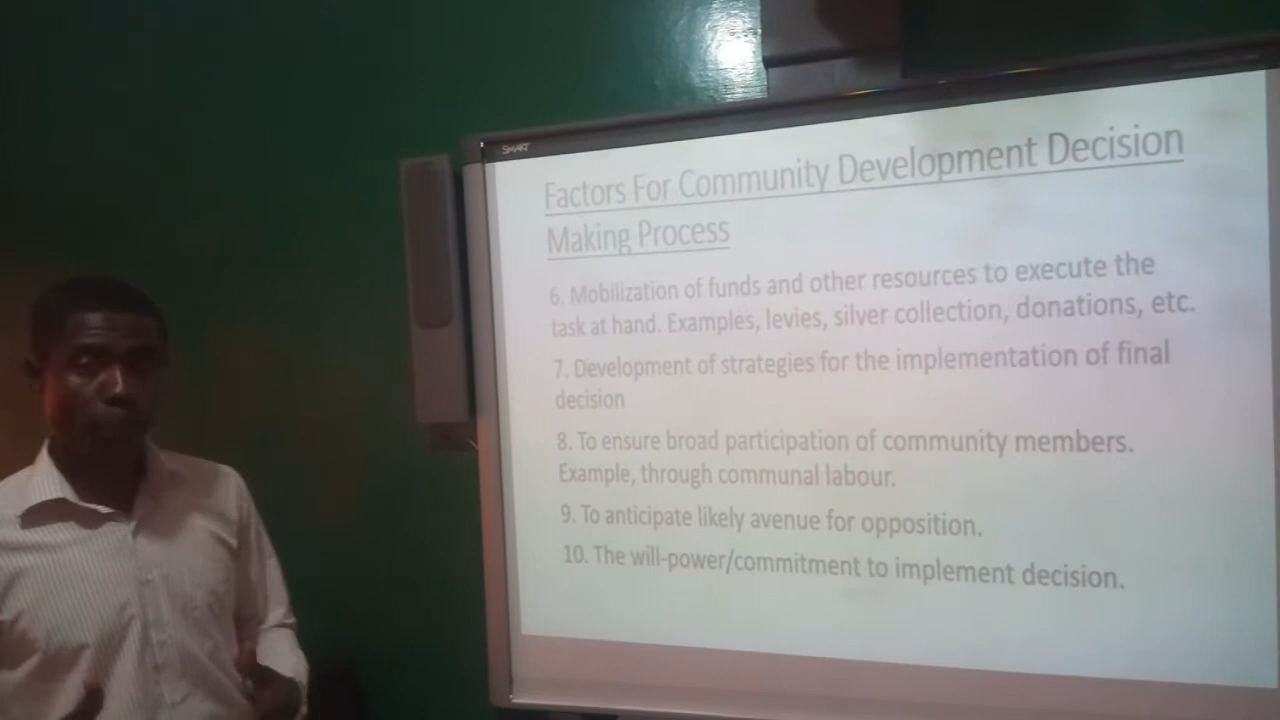 SMART
Factors For Community Development Decision
Making Process
6. Mobilization of funds and other resources to execute the
task at hand. Examples, levies, silver collection, donations, etc.
7. Development of strategies for the implementation of final
decision
8. To ensure broad participation of community members.
Example, through communal labour.
9. To anticipate likely avenue for opposition.
10. The will-power/commitment to implement decision.